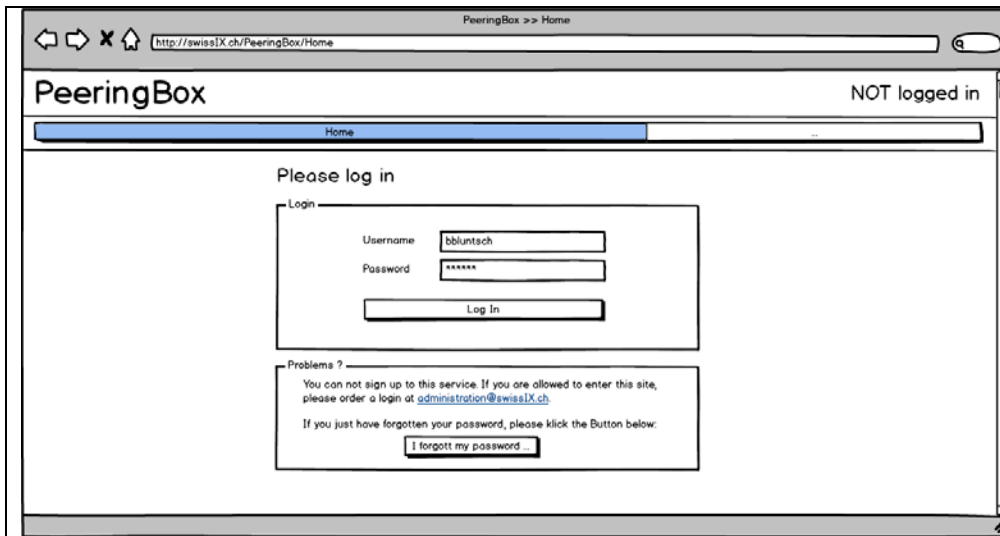 PeeringBox >> Home
http://swissIX.ch/PeeringBox/Home
PeeringBox
NOT logged in
Home
...
Please log in
Login
Username
bbluntsch
Password
******
Log In
Problems ?
You can not sign up to this service. If you are allowed to enter this site,
please order a login at administration@swissIX.ch.
If you just have forgotten your password, please klick the Button below:
I forgott my password ...